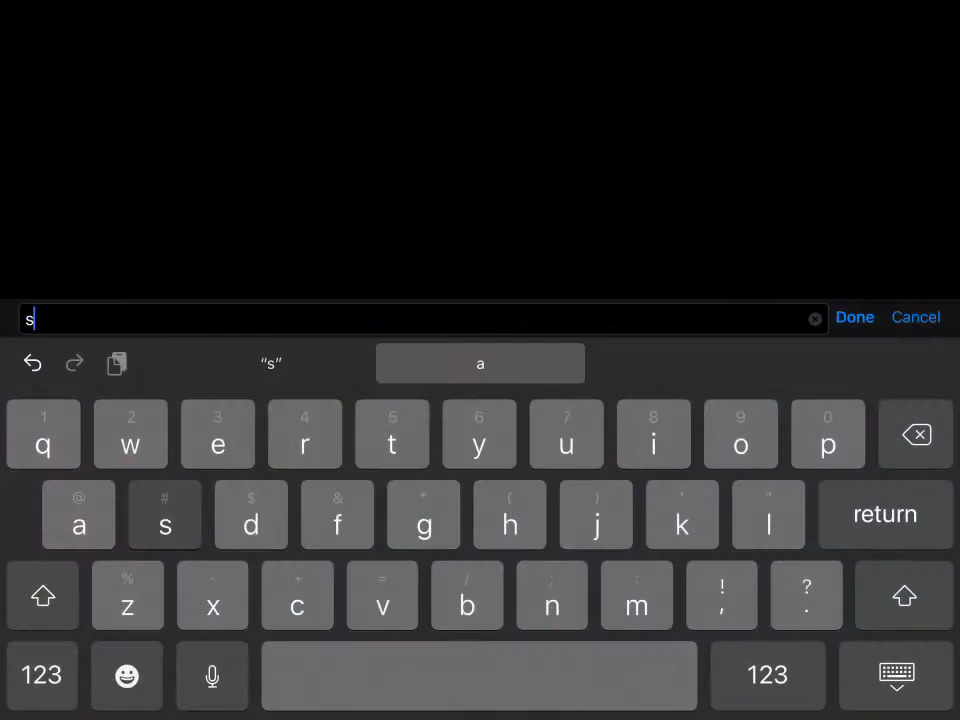 s
Done Cancel
“s” a
1 2 3 4 5 6 7 8 9 0
q w e r t y u i o p
@ # $ & * ( ) ' "
a s d f g h j k l return
% - + = / ; : ! ?
z x c v b n m , .
123 123